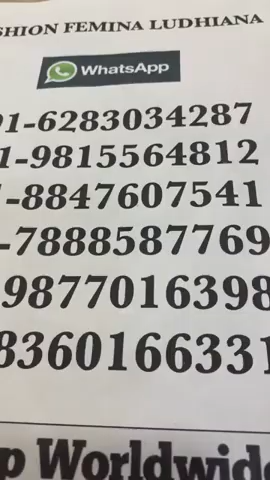 SHION FEMINA LUDHIANA
WhatsApp
91-6283034287
1-9815564812
-8847607541
-7888587769
9877016398
8360166331
p Worldwide